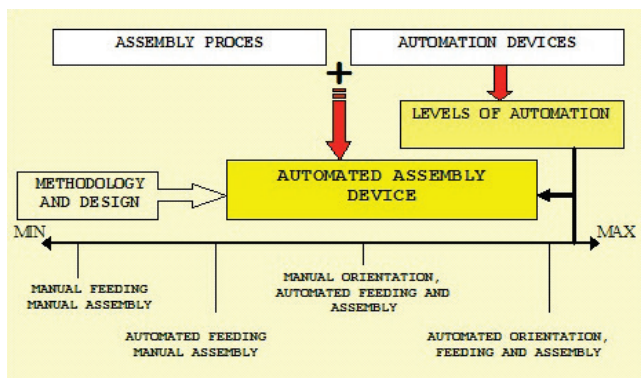 ASSEMBLY PROCES
AUTOMATION DEVICES
+
LEVELS OF AUTOMATION
AUTOMATED ASSEMBLY
DEVICE
METHODOLOGY
AND DESIGN
MIN
MAX
MANUAL FEEDING
MANUAL ASSEMBLY
AUTOMATED FEEDING
MANUAL ASSEMBLY
MANUAL ORIENTATION,
AUTOMATED FEEDING AND
ASSEMBLY
AUTOMATED ORIENTATION,
FEEDING AND ASSEMBLY